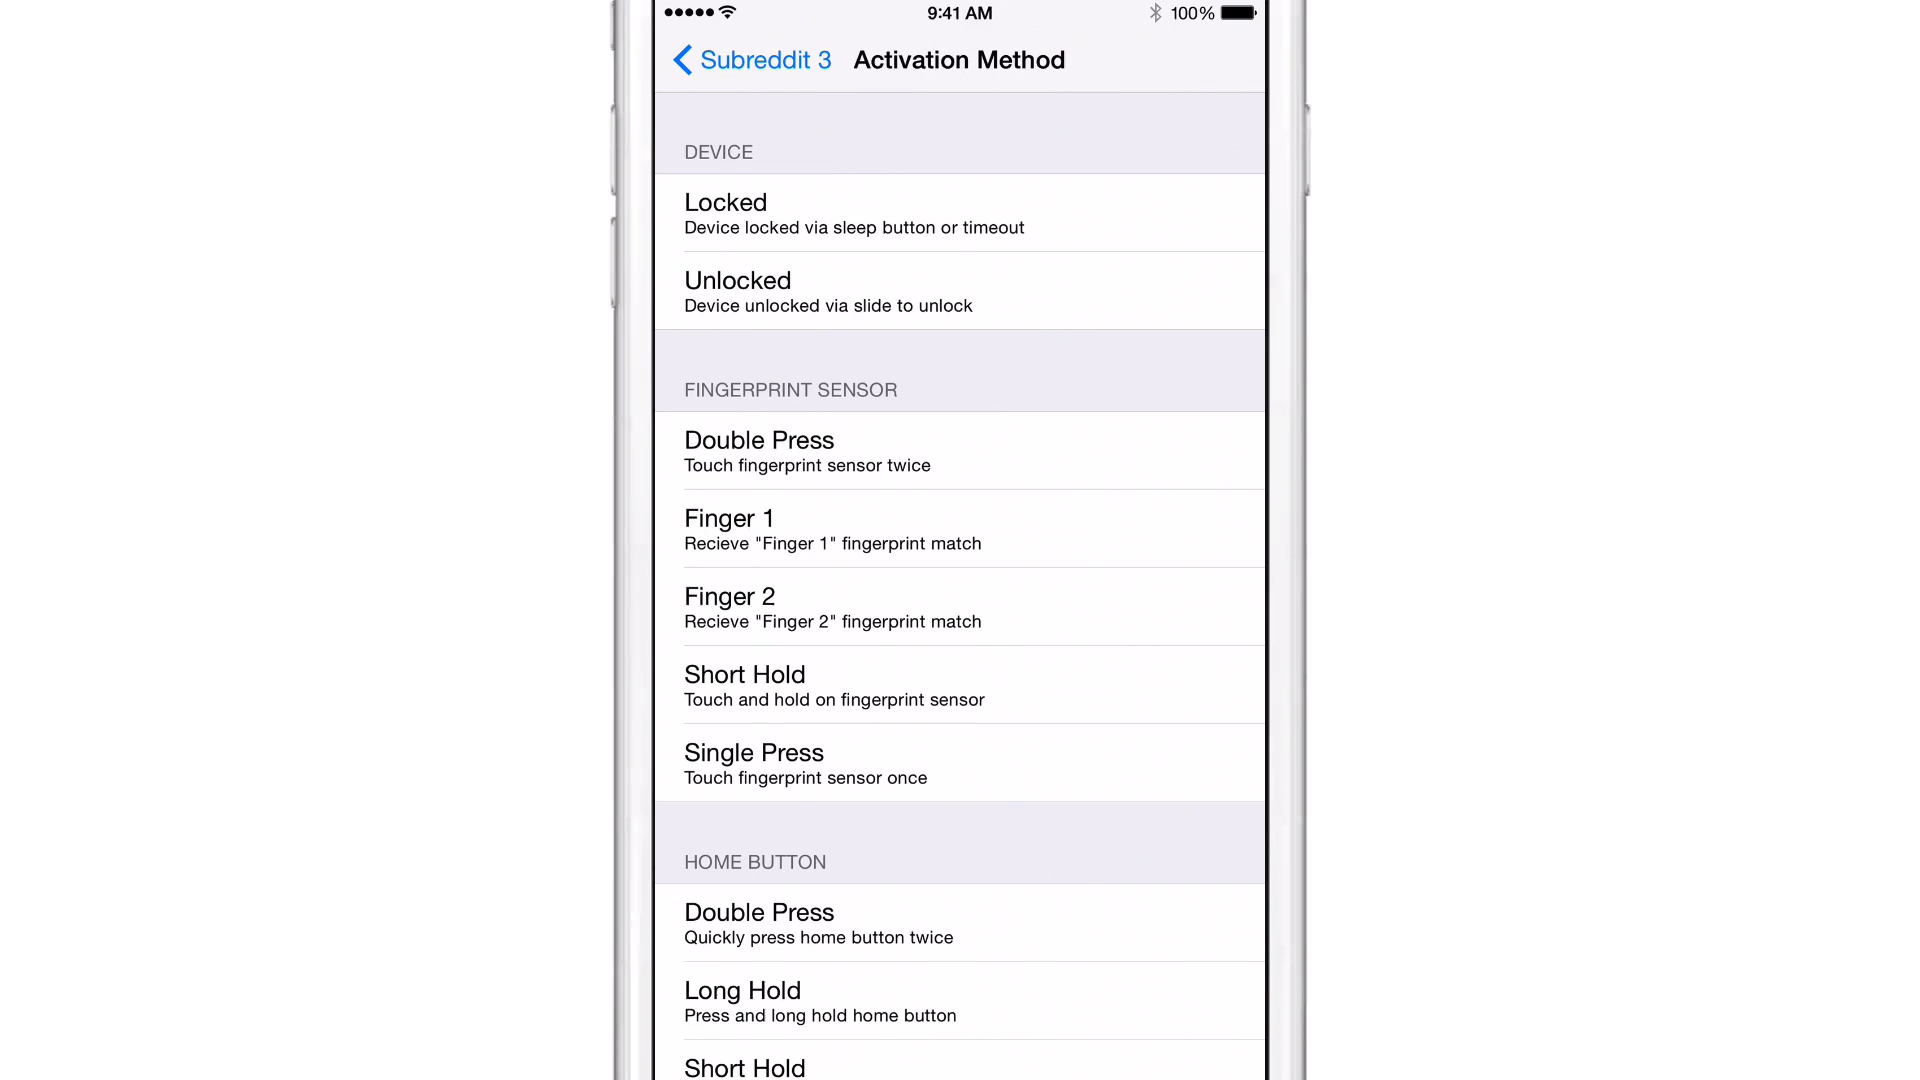 9:41 AM
100%
Subreddit 3 Activation Method
DEVICE
Locked
Device locked via sleep button or timeout
Unlocked
Device unlocked via slide to unlock
FINGERPRINT SENSOR
Double Press
Touch fingerprint sensor twice
Finger 1
Recieve "Finger 1" fingerprint match
Finger 2
Recieve "Finger 2" fingerprint match
Short Hold
Touch and hold on fingerprint sensor
Single Press
Touch fingerprint sensor once
HOME BUTTON
Double Press
Quickly press home button twice
Long Hold
Press and long hold home button
Short Hold